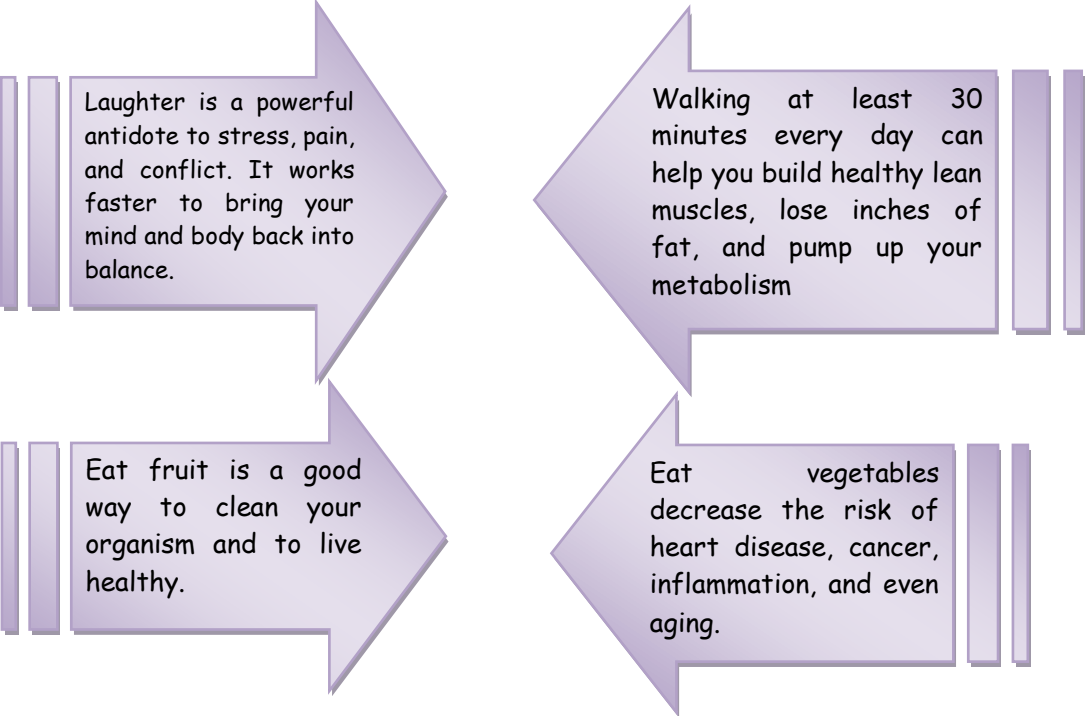 Laughter is a powerful
antidote to stress, pain,
and conflict. It works
faster to bring your
mind and body back into
balance.
Walking at least 30
minutes every day can
help you build healthy lean
muscles, lose inches of
fat, and pump up your
metabolism
Eat fruit is a good
way to clean your
organism and to live
healthy.
Eat vegetables
decrease the risk of
heart disease, cancer,
inflammation, and even
aging.